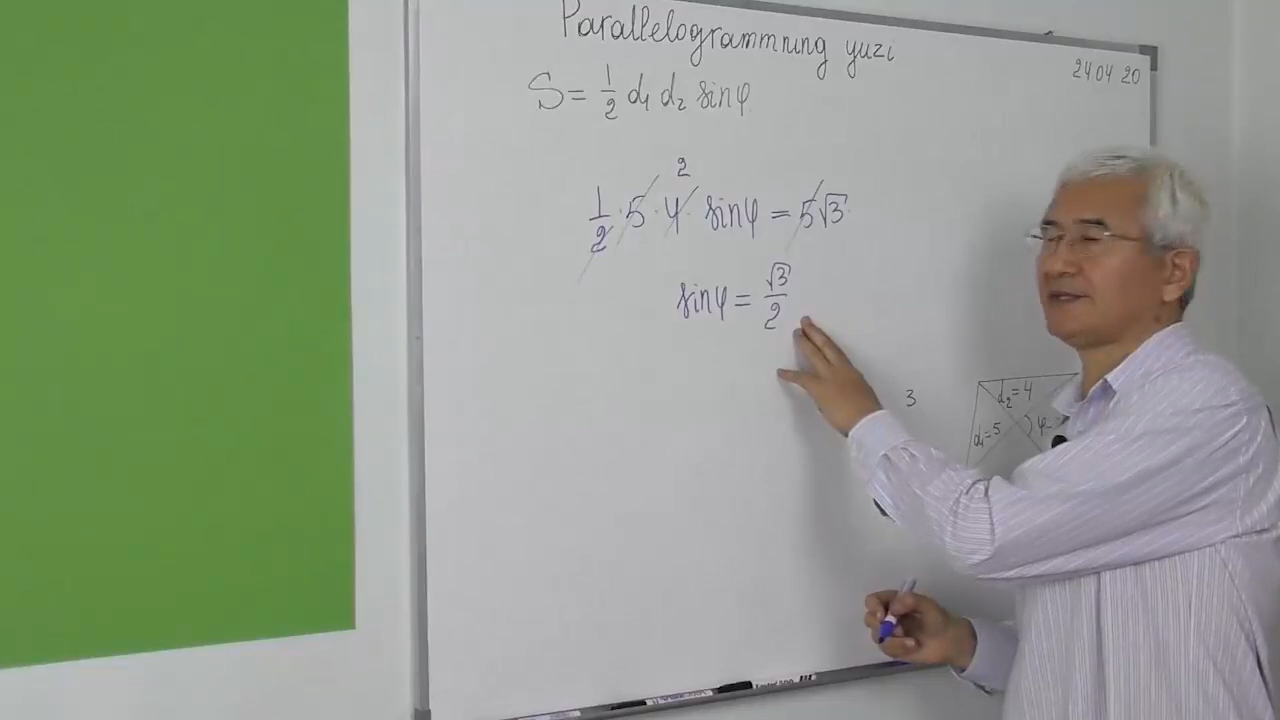 Parallelogrammning yuzi
24 04 20
S = 1/2 d₁ d₂ sinφ
2
1/2 · 5 · 4 sinφ = 5√3
sinφ = √3/2
3
d₂=4
d₁=5
φ-